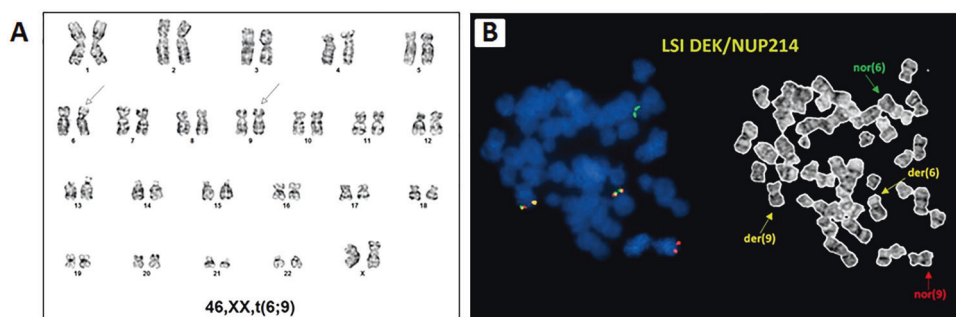 A
1 2 3 4 5
6 7 8 9 10 11 12
13 14 15 16 17 18
19 20 21 22 X
46,XX,t(6;9)
B
LSI DEK/NUP214
nor(6)
der(6)
der(9)
nor(9)